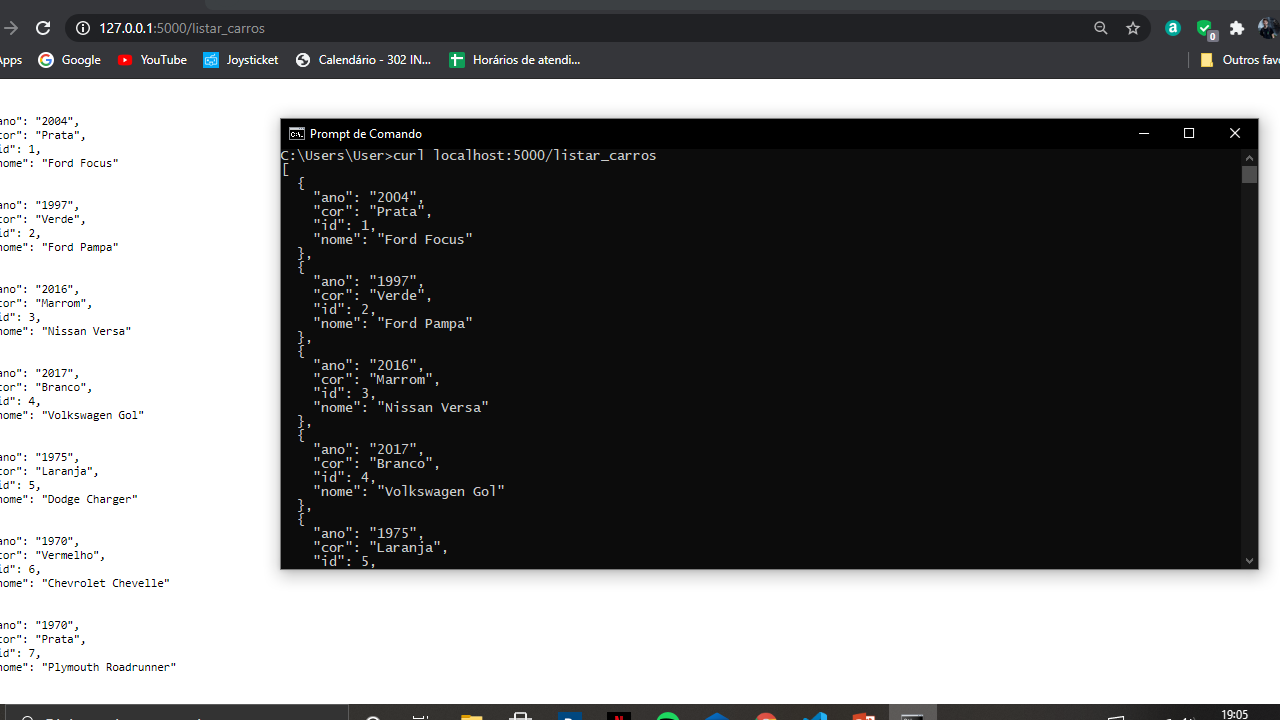 127.0.0.1:5000/listar_carros
Apps Google YouTube Joysticket Calendário - 302 IN... Horários de atendi... Outros favo
ano": "2004",
cor": "Prata",
id": 1,
nome": "Ford Focus"
ano": "1997",
cor": "Verde",
id": 2,
nome": "Ford Pampa"
ano": "2016",
cor": "Marrom",
id": 3,
nome": "Nissan Versa"
ano": "2017",
cor": "Branco",
id": 4,
nome": "Volkswagen Gol"
ano": "1975",
cor": "Laranja",
id": 5,
nome": "Dodge Charger"
ano": "1970",
cor": "Vermelho",
id": 6,
nome": "Chevrolet Chevelle"
ano": "1970",
cor": "Prata",
id": 7,
nome": "Plymouth Roadrunner"
Prompt de Comando
C:\Users\User>curl localhost:5000/listar_carros
[
{
"ano": "2004",
"cor": "Prata",
"id": 1,
"nome": "Ford Focus"
},
{
"ano": "1997",
"cor": "Verde",
"id": 2,
"nome": "Ford Pampa"
},
{
"ano": "2016",
"cor": "Marrom",
"id": 3,
"nome": "Nissan Versa"
},
{
"ano": "2017",
"cor": "Branco",
"id": 4,
"nome": "Volkswagen Gol"
},
{
"ano": "1975",
"cor": "Laranja",
"id": 5,
19:05